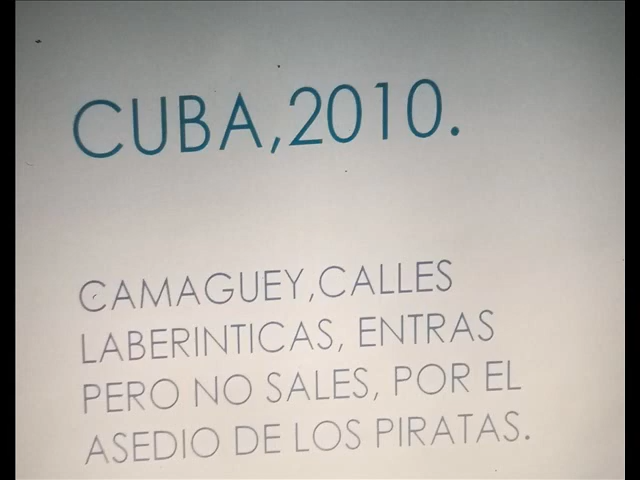 CUBA,2010.
CAMAGUEY,CALLES
LABERINTICAS, ENTRAS
PERO NO SALES, POR EL
ASEDIO DE LOS PIRATAS.